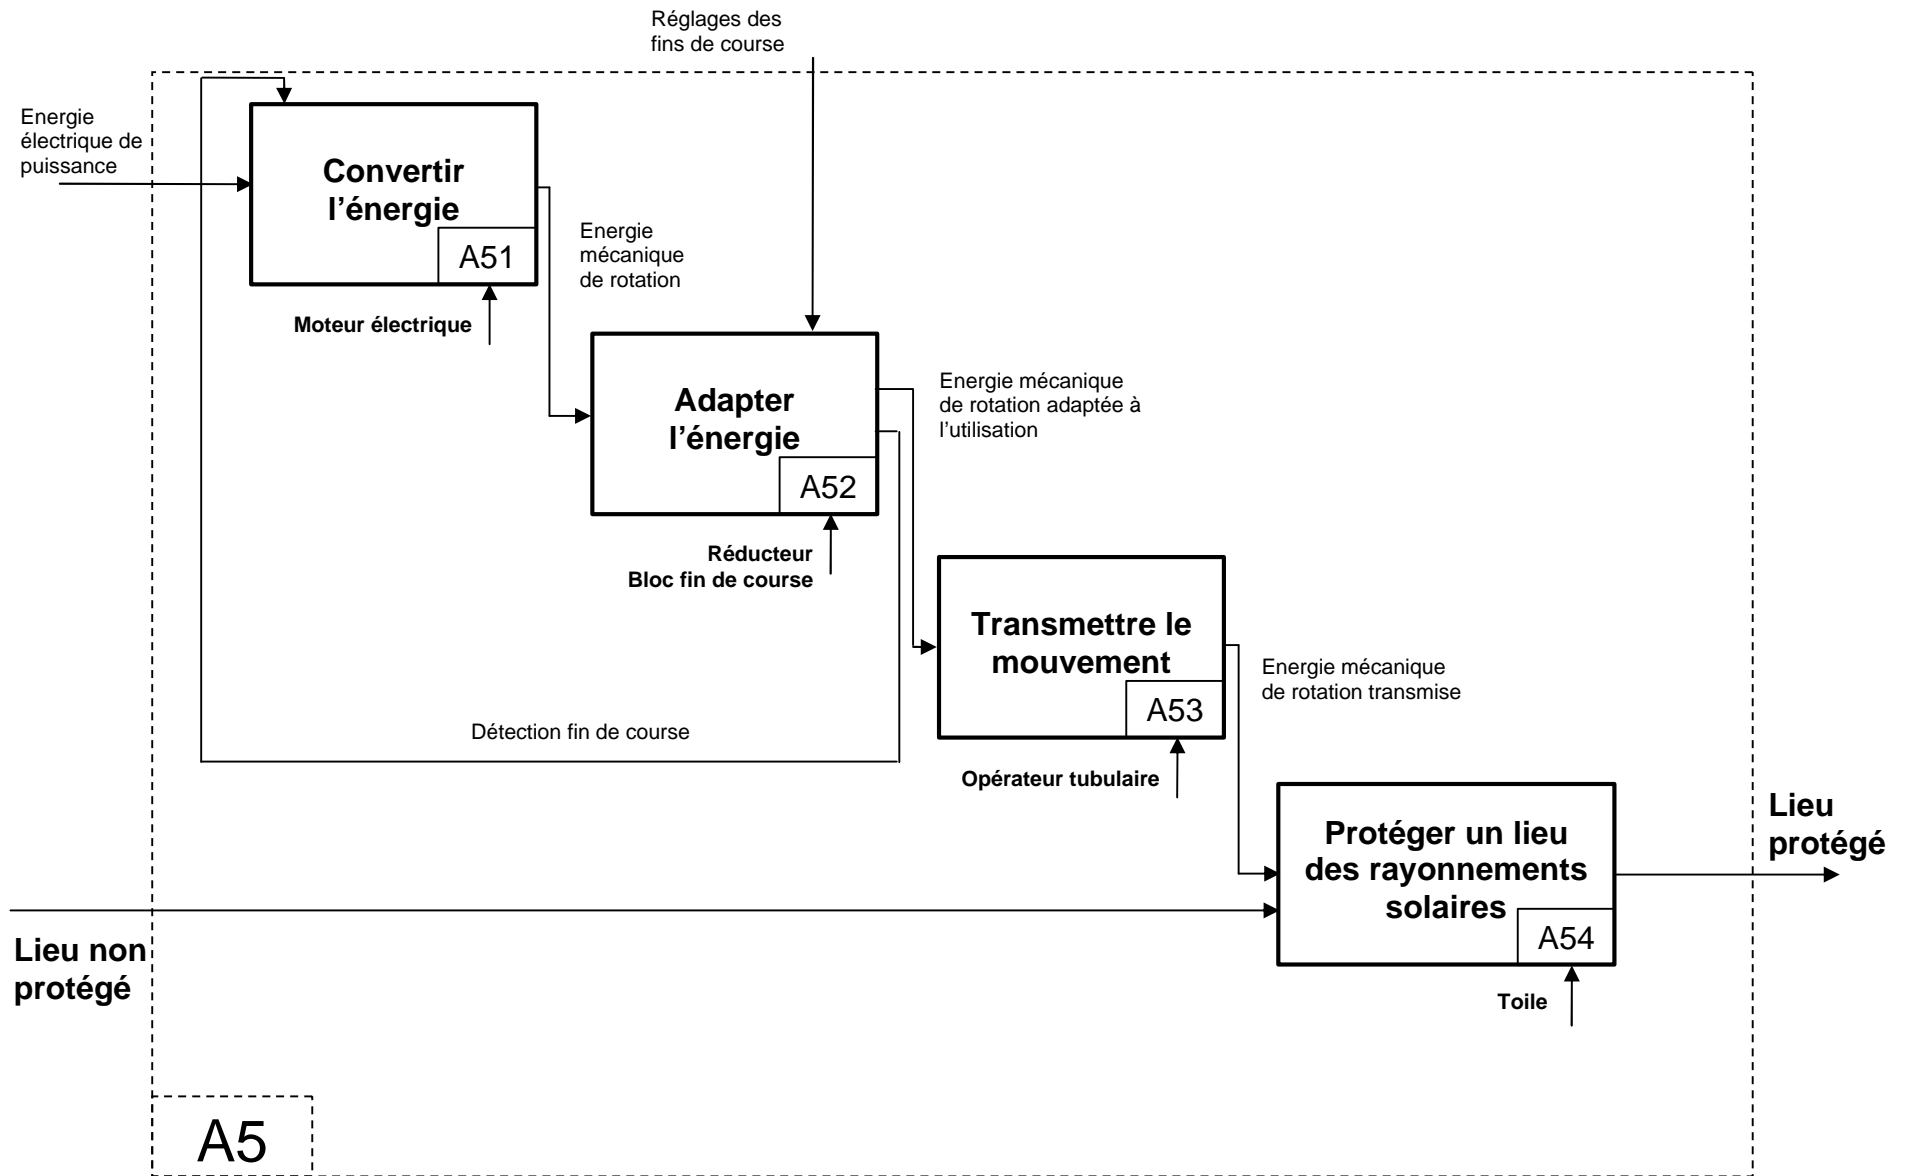 Réglages des
fins de course
Energie
électrique de
puissance
Convertir
l’énergie
A51
Energie
mécanique
de rotation
Moteur électrique
Adapter
l’énergie
A52
Energie mécanique
de rotation adaptée à
l’utilisation
Réducteur
Bloc fin de course
Transmettre le
mouvement
A53
Energie mécanique
de rotation transmise
Détection fin de course
Opérateur tubulaire
Protéger un lieu
des rayonnements
solaires
A54
Lieu
protégé
Lieu non
protégé
Toile
A5